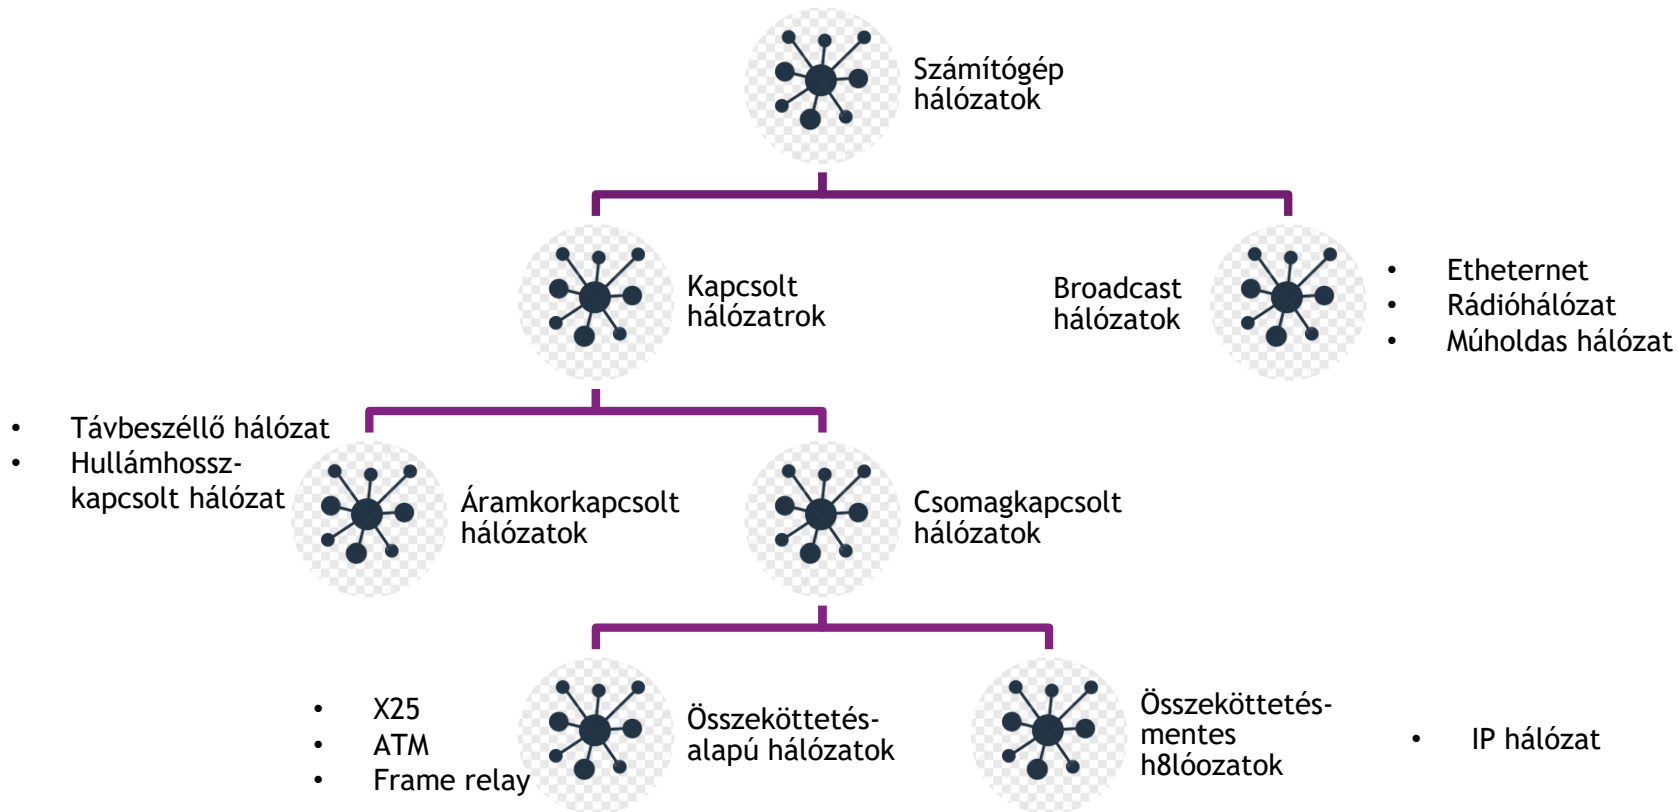 Számítógép
hálózatok
Kapcsolt
hálózatrok
Broadcast
hálózatok
• Etheternet
• Rádióhálózat
• Múholdas hálózat
• Távbeszéllő hálózat
• Hullámhossz-
kapcsolt hálózat
Áramkorkapcsolt
hálózatok
Csomagkapcsolt
hálózatok
• X25
• ATM
• Frame relay
Összeköttetés-
alapú hálózatok
Összeköttetés-
mentes
h8lóozatok
• IP hálózat